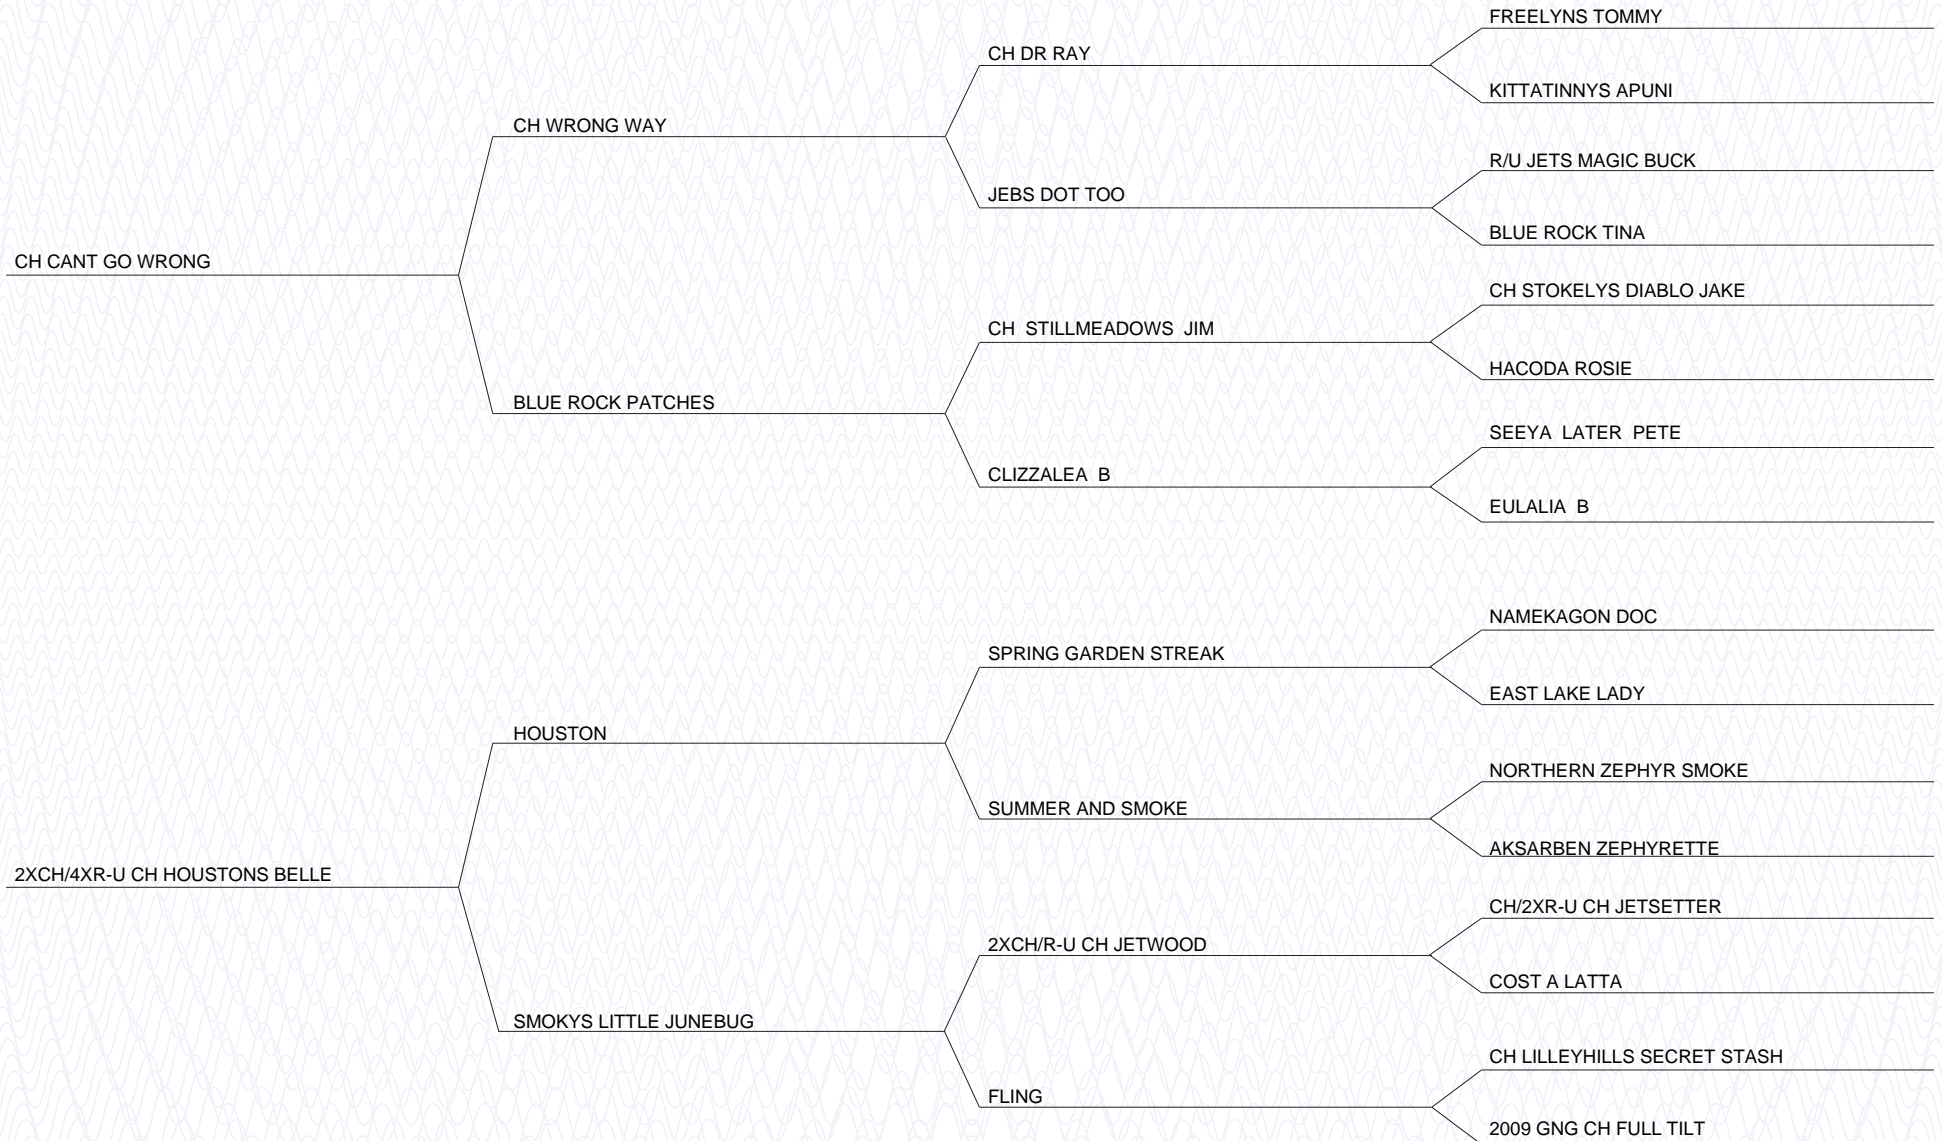 FREELYNS TOMMY
CH DR RAY
KITTATINNYS APUNI
CH WRONG WAY
R/U JETS MAGIC BUCK
JEBS DOT TOO
BLUE ROCK TINA
CH CANT GO WRONG
CH STOKELYS DIABLO JAKE
CH  STILLMEADOWS  JIM
HACODA ROSIE
BLUE ROCK PATCHES
SEEYA  LATER  PETE
CLIZZALEA  B
EULALIA  B
NAMEKAGON DOC
SPRING GARDEN STREAK
EAST LAKE LADY
HOUSTON
NORTHERN ZEPHYR SMOKE
SUMMER AND SMOKE
AKSARBEN ZEPHYRETTE
2XCH/4XR-U CH HOUSTONS BELLE
CH/2XR-U CH JETSETTER
2XCH/R-U CH JETWOOD
COST A LATTA
SMOKYS LITTLE JUNEBUG
CH LILLEYHILLS SECRET STASH
FLING
2009 GNG CH FULL TILT